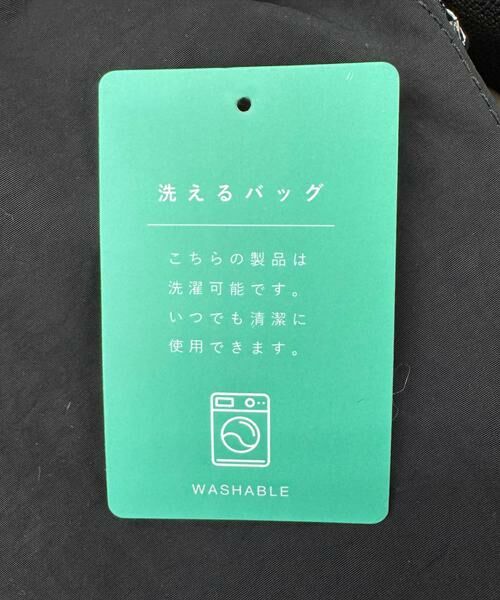 洗えるバッグ
こちらの製品は
洗濯可能です。
いつでも清潔に
使用できます。
WASHABLE